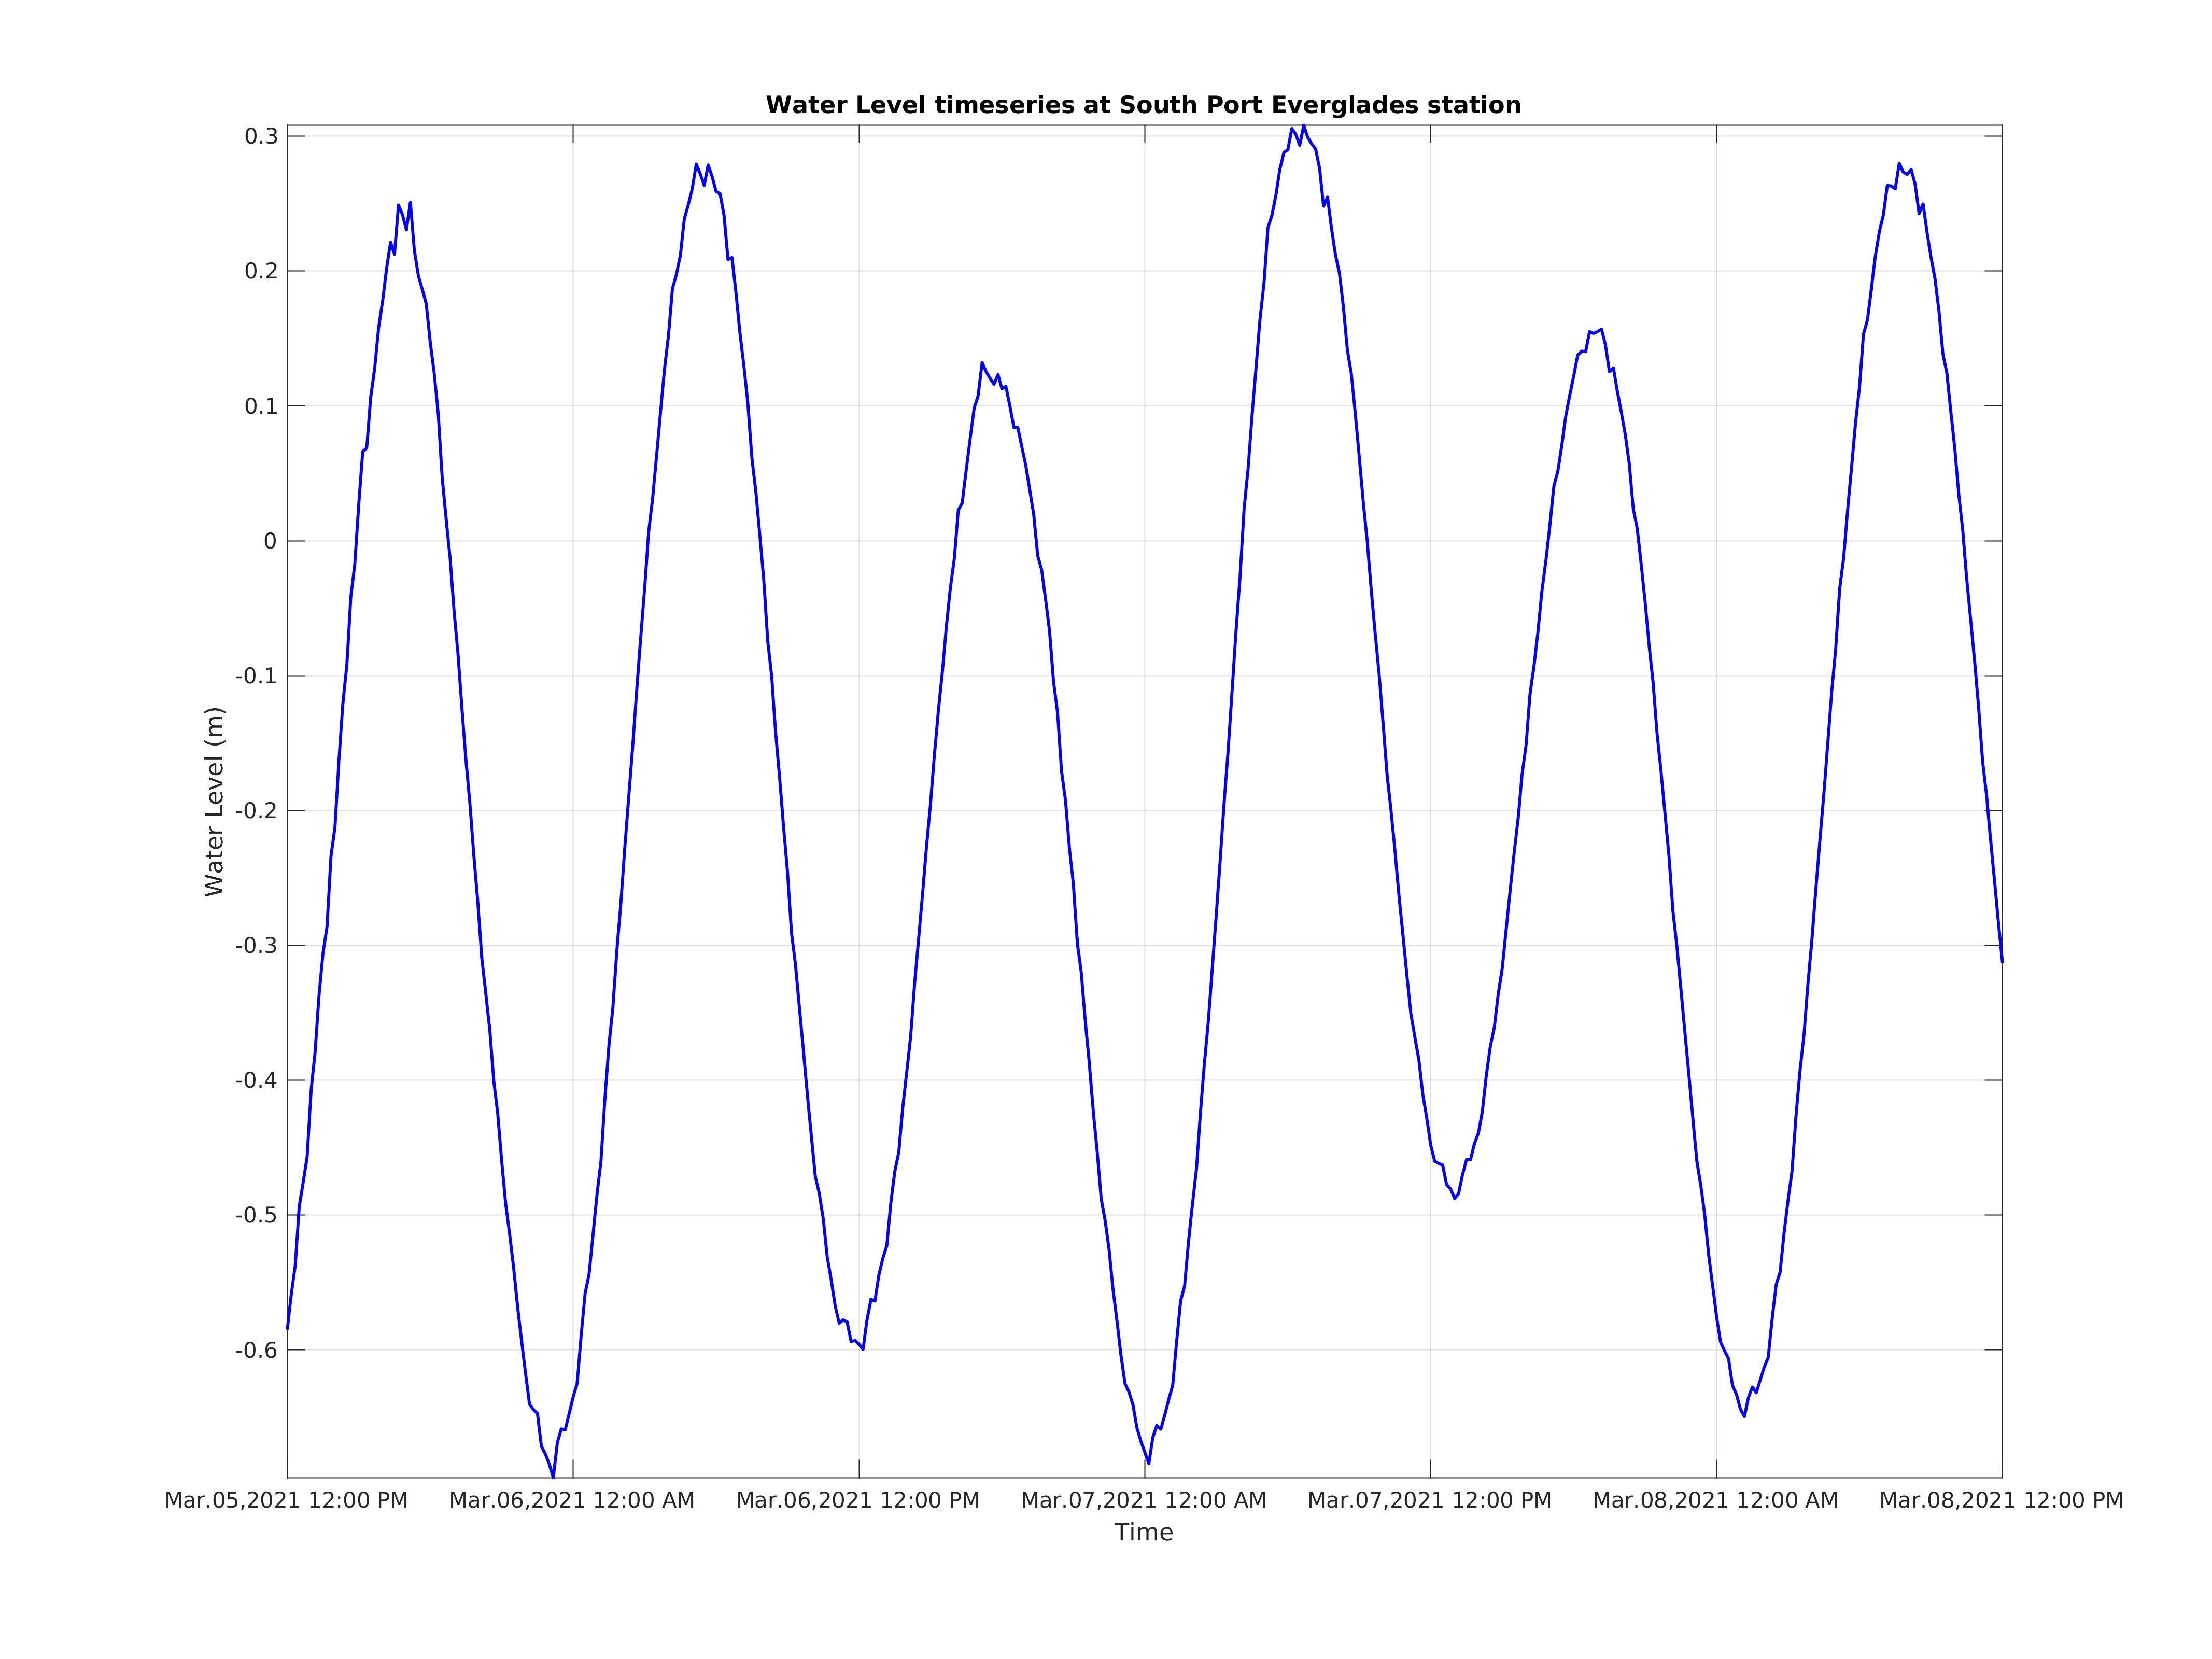 Water Level timeseries at South Port Everglades station
0.3
0.2
0.1
0
-0.1
-0.2
-0.3
-0.4
-0.5
-0.6
Water Level (m)
Mar.05,2021 12:00 PM Mar.06,2021 12:00 AM Mar.06,2021 12:00 PM Mar.07,2021 12:00 AM Mar.07,2021 12:00 PM Mar.08,2021 12:00 AM Mar.08,2021 12:00 PM
Time